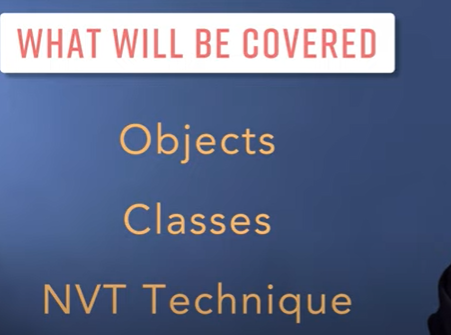 WHAT WILL BE COVERED
Objects
Classes
NVT Technique